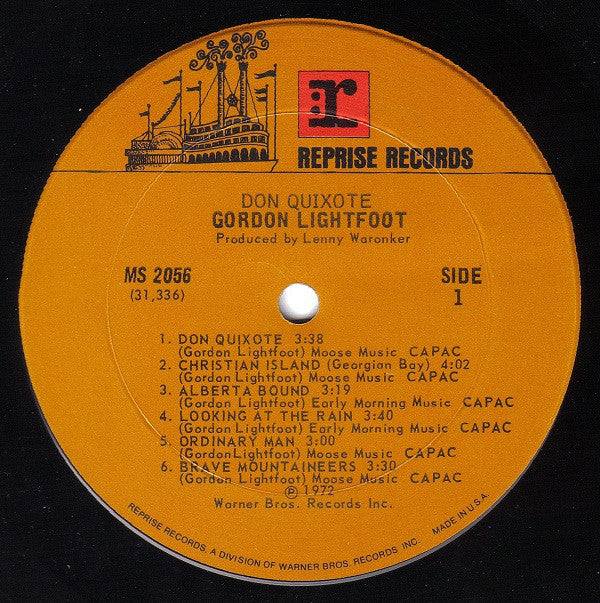 r
REPRISE RECORDS
DON QUIXOTE
GORDON LIGHTFOOT
Produced by Lenny Waronker
MS 2056
(31,336)
SIDE
1
1. DON QUIXOTE 3:38
(Gordon Lightfoot) Moose Music CAPAC
2. CHRISTIAN ISLAND (Georgian Bay) 4:02
(Gordon Lightfoot) Moose Music CAPAC
3. ALBERTA BOUND 3:19
(Gordon Lightfoot) Early Morning Music CAPAC
4. LOOKING AT THE RAIN 3:40
(Gordon Lightfoot) Early Morning Music CAPAC
5. ORDINARY MAN 3:00
(GordonLightfoot) Moose Music CAPAC
6. BRAVE MOUNTAINEERS 3:30
(Gordon Lightfoot) Moose Music CAPAC
℗ 1972
Warner Bros. Records Inc.
REPRISE RECORDS, A DIVISION OF WARNER BROS. RECORDS INC. MADE IN U.S.A.